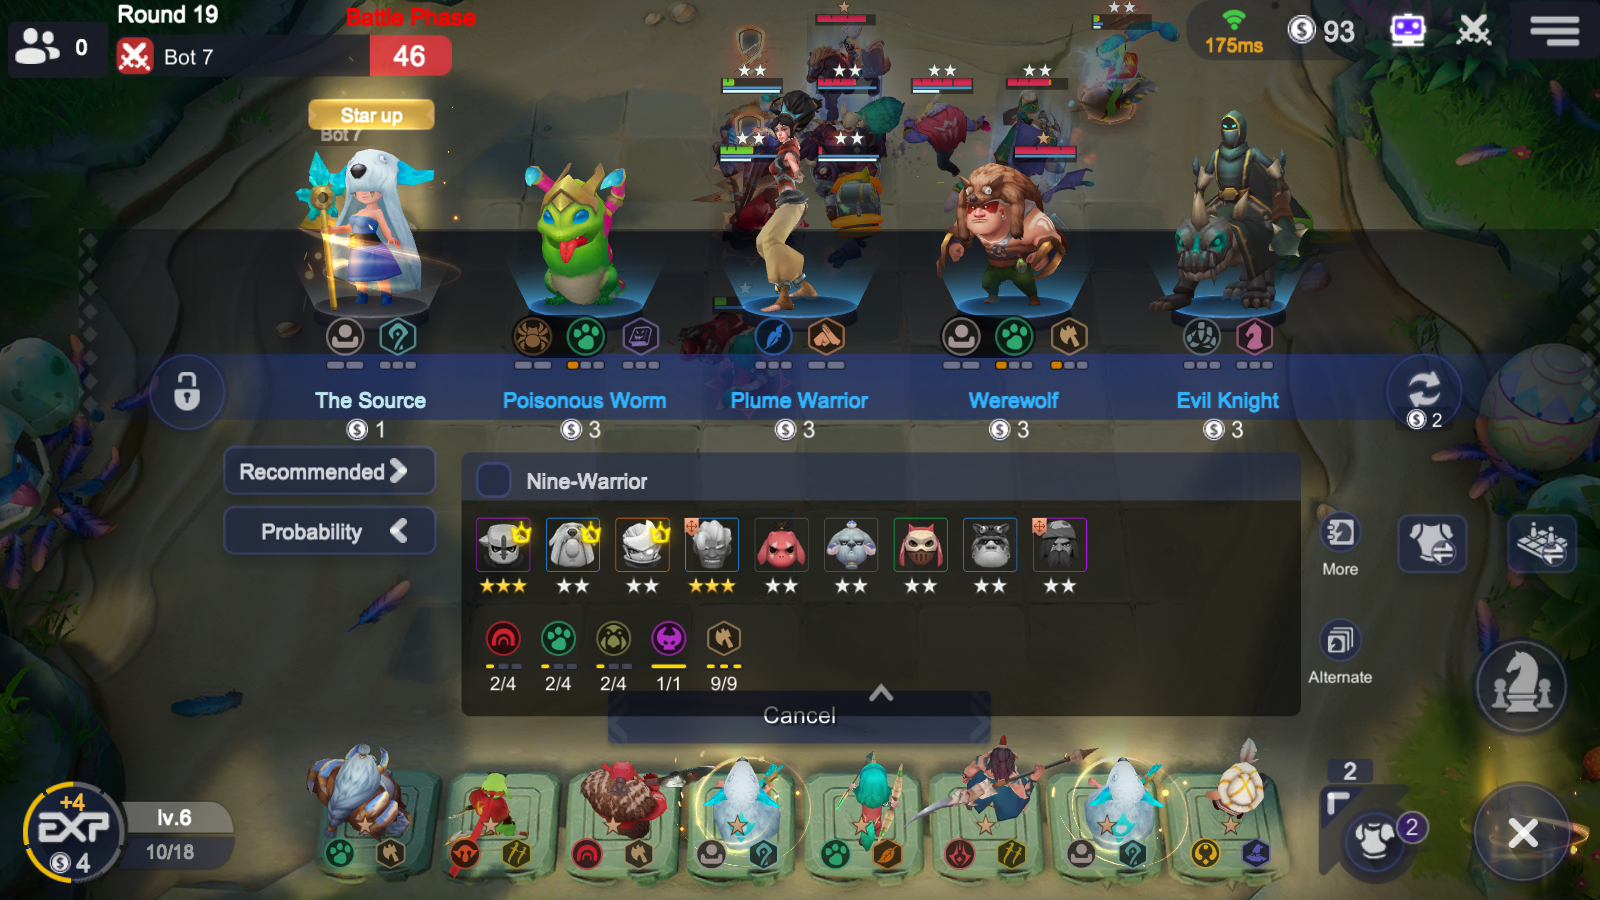 Round 19
Battle Phase
0
Bot 7
46
175ms
93
Star up
Bot 7
The Source
1
Poisonous Worm
3
Plume Warrior
3
Werewolf
3
Evil Knight
3
2
Recommended
Probability
Nine-Warrior
More
Alternate
2/4
2/4
2/4
1/1
9/9
Cancel
+4
EXP
4
lv.6
10/18
2
2